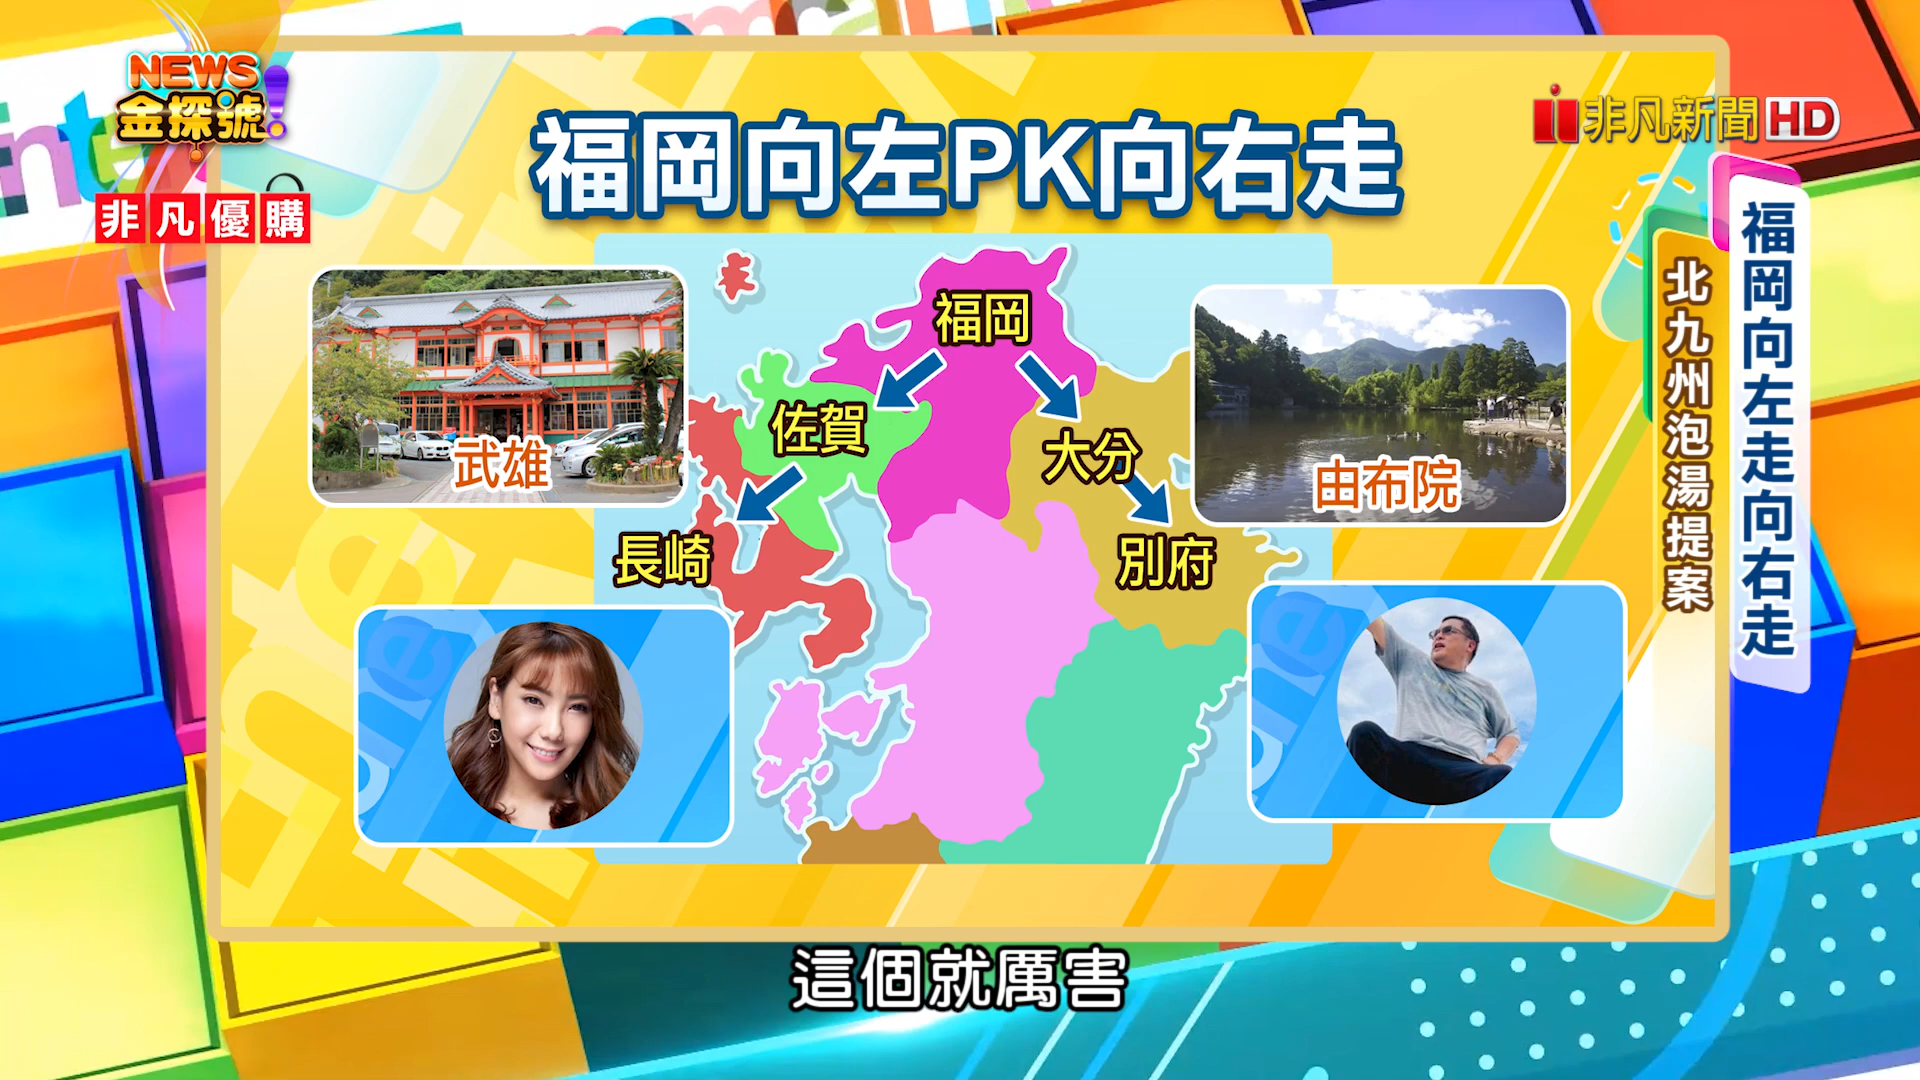 NEWS
金探號!
非凡優購
非凡新聞HD
福岡向左PK向右走
福岡向左走向右走
北九州泡湯提案
福岡
佐賀
大分
長崎
別府
武雄
由布院
這個就厲害